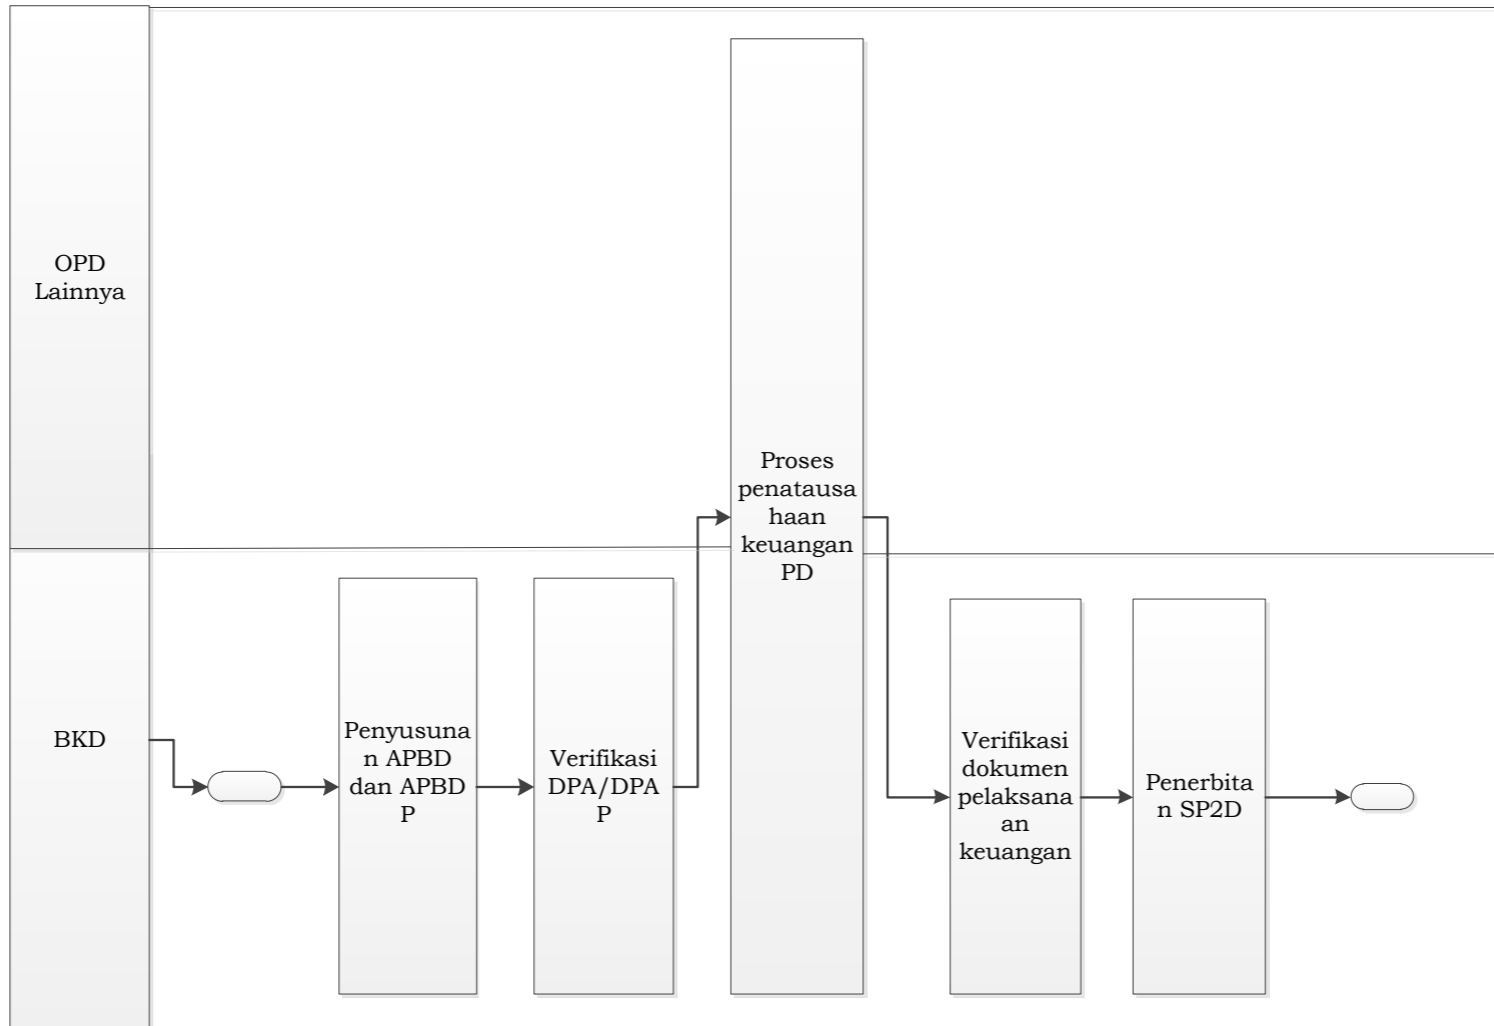 OPD
Lainnya
BKD
Penyusuna
n APBD
dan APBD
P
Verifikasi
DPA/DPA
P
Proses
penatausa
haan
keuangan
PD
Verifikasi
dokumen
pelaksana
an
keuangan
Penerbita
n SP2D